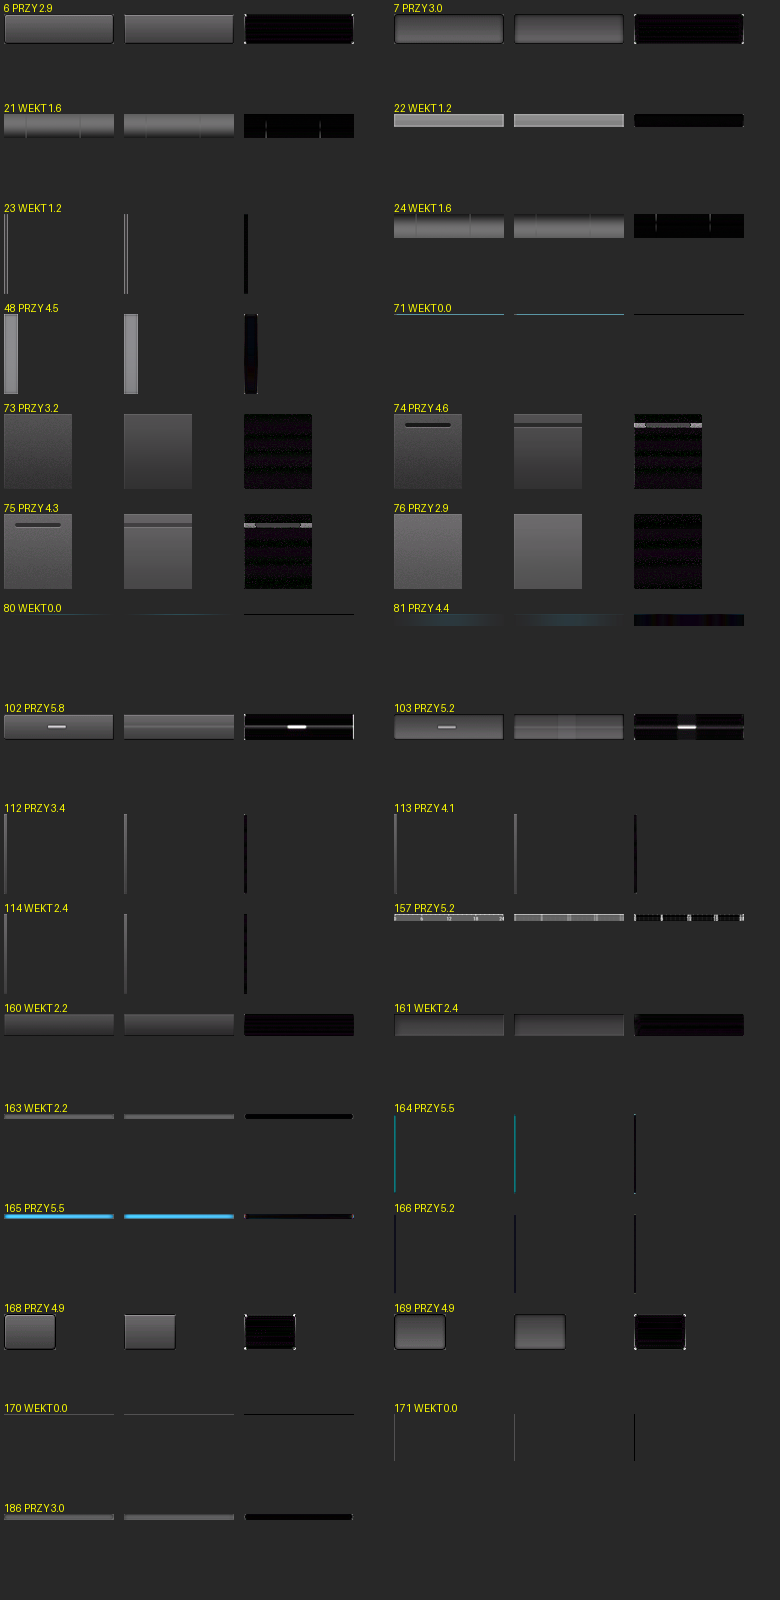 6 PRZY 2.9
7 PRZY 3.0
21 WEKT 1.6
22 WEKT 1.2
23 WEKT 1.2
24 WEKT 1.6
48 PRZY 4.5
71 WEKT 0.0
73 PRZY 3.2
74 PRZY 4.6
75 PRZY 4.3
76 PRZY 2.9
80 WEKT 0.0
81 PRZY 4.4
102 PRZY 5.8
103 PRZY 5.2
112 PRZY 3.4
113 PRZY 4.1
114 WEKT 2.4
157 PRZY 5.2
160 WEKT 2.2
161 WEKT 2.4
163 WEKT 2.2
164 PRZY 5.5
165 PRZY 5.5
166 PRZY 5.2
168 PRZY 4.9
169 PRZY 4.9
170 WEKT 0.0
171 WEKT 0.0
186 PRZY 3.0